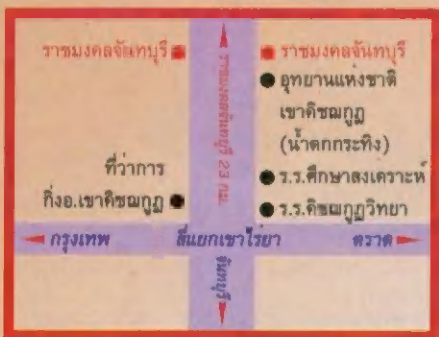 ราชมงคลจันทบุรี
ราชมงคลจันทบุรี 23 กม.
ราชมงคลจันทบุรี
อุทยานแห่งชาติ
เขาคิชฌกูฏ
(น้ำตกกระทิง)
ที่ว่าการ
กิ่งอ.เขาคิชฌกูฏ
ร.ร.ศึกษาสงเคราะห์
ร.ร.คิชฌกูฏวิทยา
กรุงเทพ
สี่แยกเขาไร่ยา
ตราด
จันทบุรี